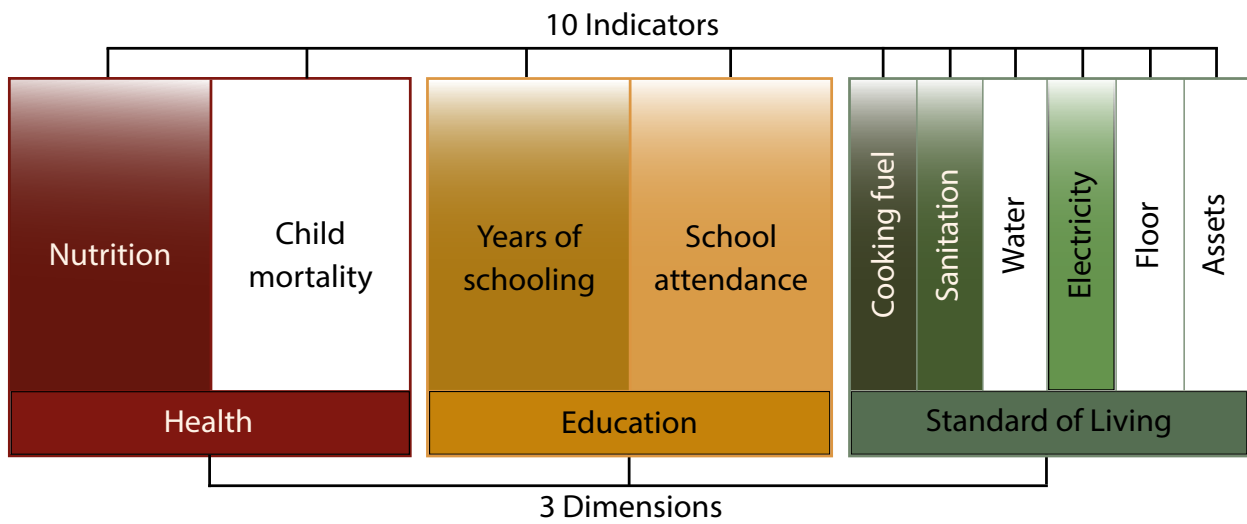 10 Indicators
Nutrition
Child
mortality
Years of
schooling
School
attendance
Cooking fuel
Sanitation
Water
Electricity
Floor
Assets
Health
Education
Standard of Living
3 Dimensions